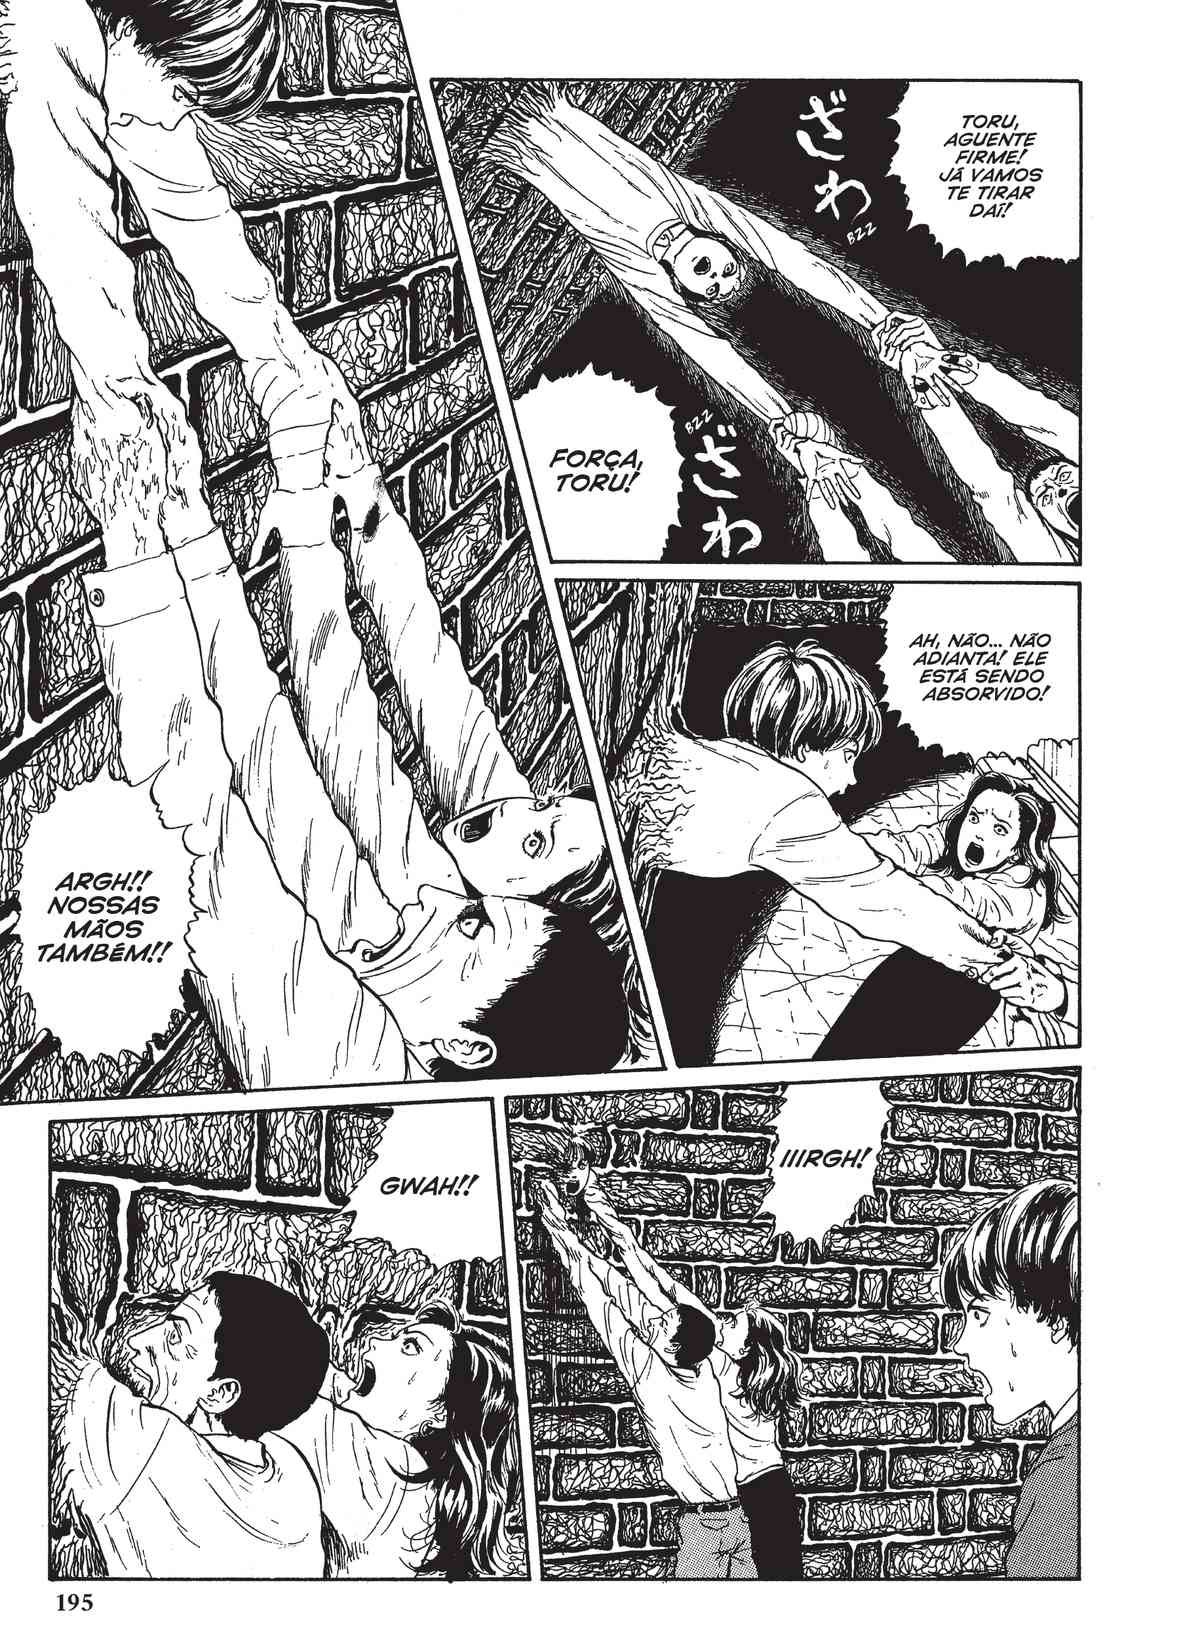 TORU,
AGUENTE
FIRME!
JÁ VAMOS
TE TIRAR
DAÍ!
ざわ
BZZ
FORÇA,
TORU!
BZZ
ざわ
AH, NÃO... NÃO
ADIANTA! ELE
ESTÁ SENDO
ABSORVIDO!
ARGH!!
NOSSAS
MÃOS
TAMBÉM!!
IIIRGH!
GWAH!!
195